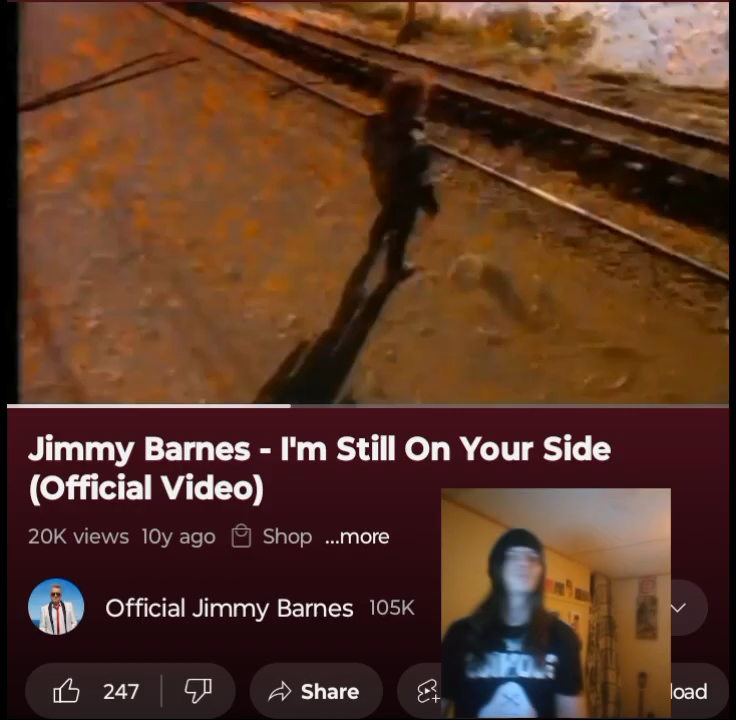 Jimmy Barnes - I'm Still On Your Side
(Official Video)
20K views 10y ago Shop ...more
Official Jimmy Barnes 105K
247 Share load